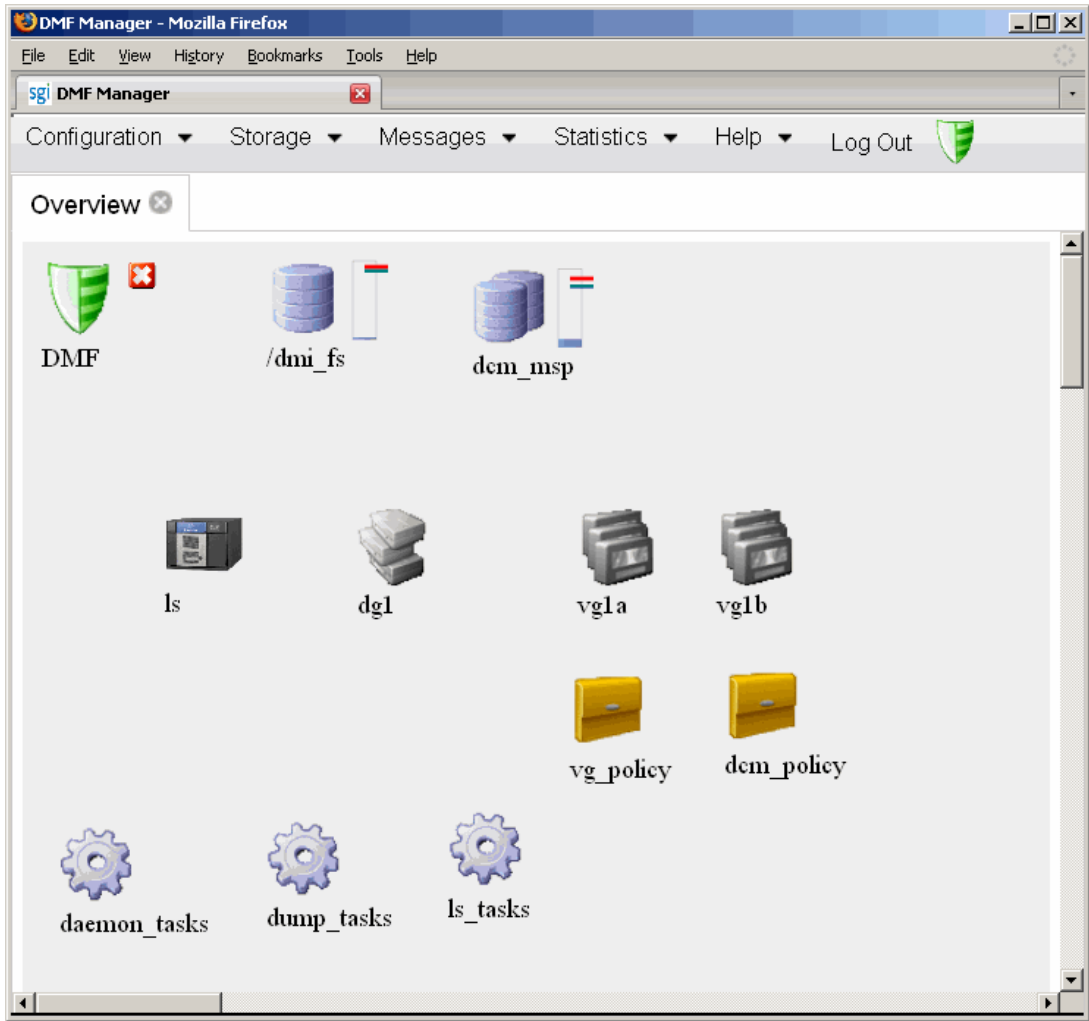 DMF Manager - Mozilla Firefox
File Edit View History Bookmarks Tools Help
sgi DMF Manager
Configuration Storage Messages Statistics Help Log Out
Overview
DMF /dmi_fs dcm_msp
ls dg1 vg1a vg1b
vg_policy dcm_policy
daemon_tasks dump_tasks ls_tasks